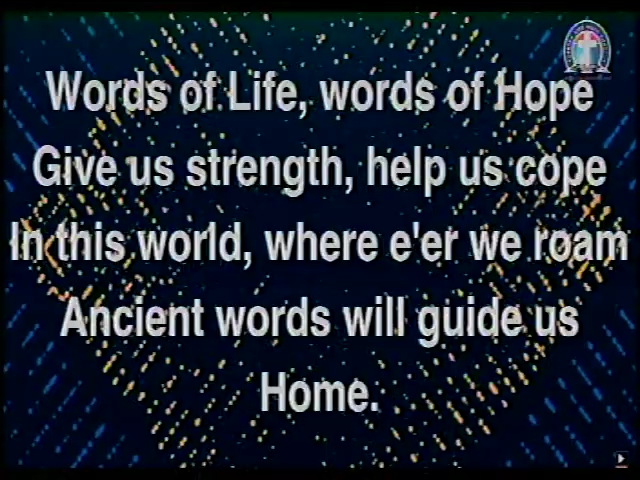 Words of Life, words of Hope
Give us strength, help us cope
In this world, where e'er we roam
Ancient words will guide us
Home.